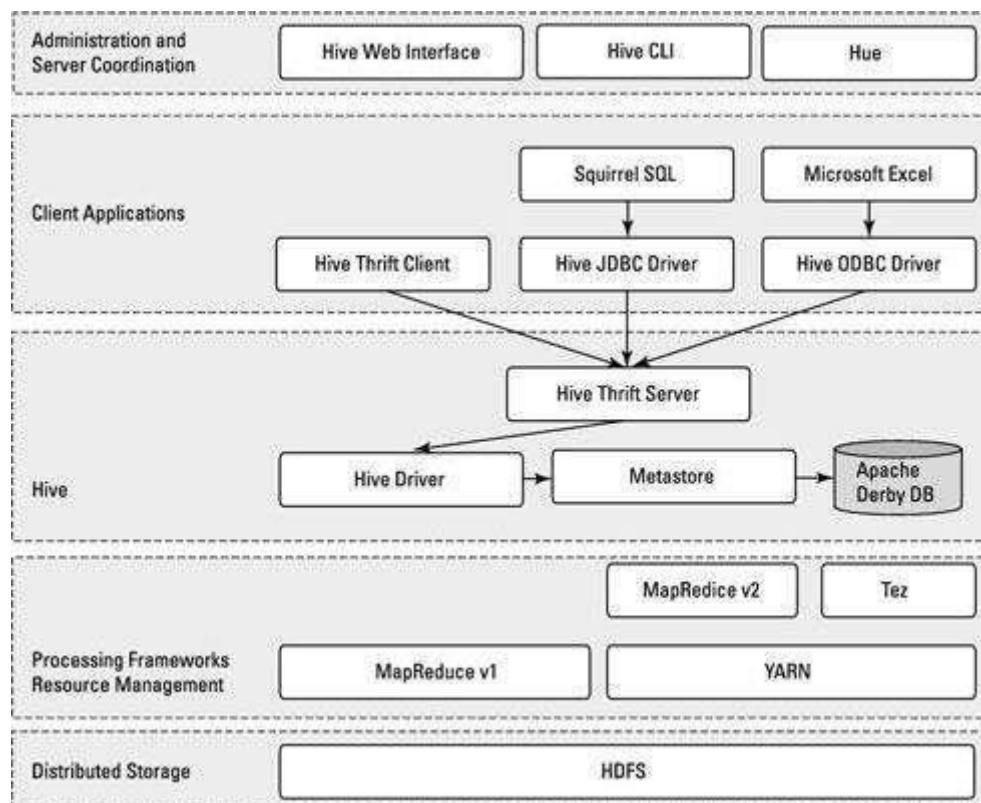 Administration and
Server Coordination
Hive Web Interface
Hive CLI
Hue
Client Applications
Squirrel SQL
Microsoft Excel
Hive Thrift Client
Hive JDBC Driver
Hive ODBC Driver
Hive
Hive Thrift Server
Hive Driver
Metastore
Apache
Derby DB
Processing Frameworks
Resource Management
MapRedice v2
Tez
MapReduce v1
YARN
Distributed Storage
HDFS